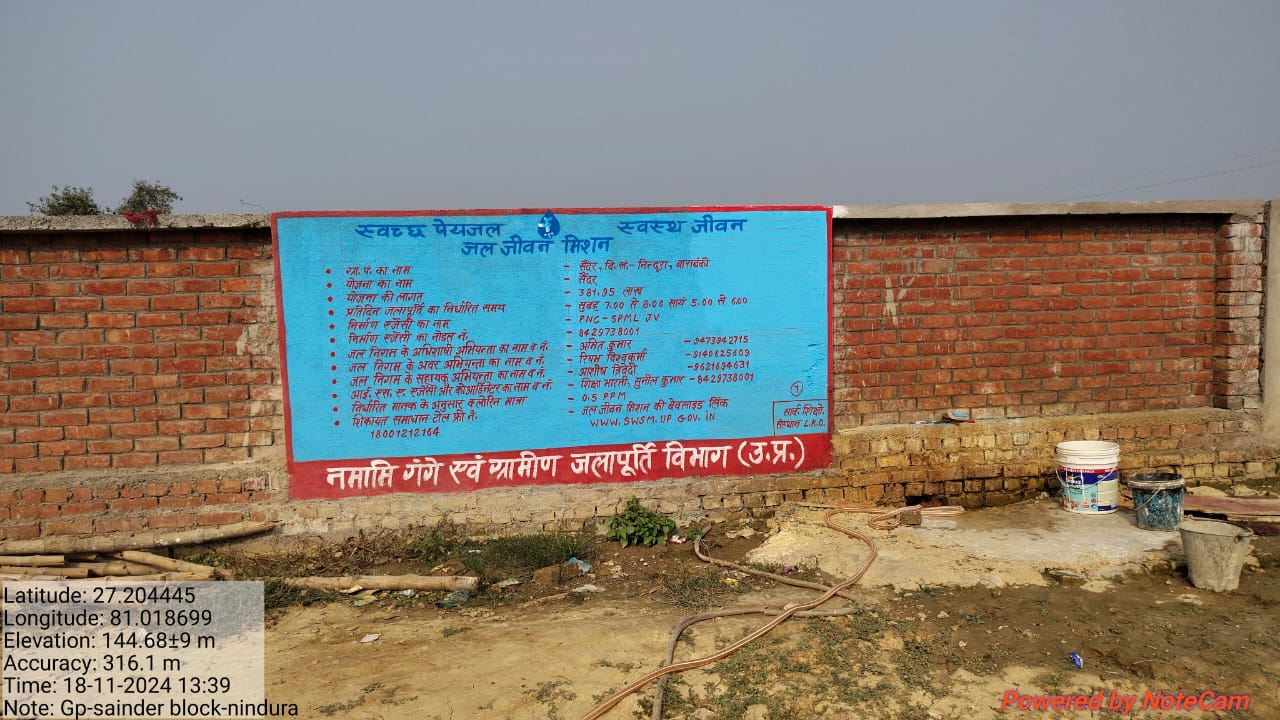 स्वच्छ पेयजल स्वस्थ जीवन
जल जीवन मिशन
ग्रा. पं. का नाम – सैंदर, वि. खं.- निन्दूरा, बाराबंकी
योजना का नाम – सैंदर
योजना की लागत – 381.95 लाख
प्रतिदिन जलापूर्ति का निर्धारित समय – सुबह 7.00 से 8.00 सायं 5.00 से 6.00
निर्माण एजेंसी का नाम – PNC-SPML JV
निर्माण एजेंसी का नोडल नं. – 8429738001
जल निगम के अधिशाषी अभियन्ता का नाम व नं. – अमित कुमार – 9473942715
जल निगम के अवर अभियन्ता का नाम व नं. – रिषभ विश्वकर्मा – 9140625609
जल निगम के सहायक अभियन्ता का नाम व नं. – आशीष त्रिवेदी – 9621694631
आई. एस. ए. एजेंसी और कोआर्डिनेटर का नाम व नं. – शिक्षा भारती, सुनील कुमार – 8429738001
निर्धारित मानक के अनुसार क्लोरिन मात्रा – 0.5 PPM
शिकायत समाधान टोल फ्री नं. – जल जीवन मिशन की वेवसाइड लिंक
18001212164 WWW.SWSM.UP GOV.IN
1
सार्क शिक्षो.
संस्थान L.K.O.
नमामि गंगे एवं ग्रामीण जलापूर्ति विभाग (उ.प्र.)
Latitude: 27.204445
Longitude: 81.018699
Elevation: 144.68±9 m
Accuracy: 316.1 m
Time: 18-11-2024 13:39
Note: Gp-sainder block-nindura
Powered by NoteCam